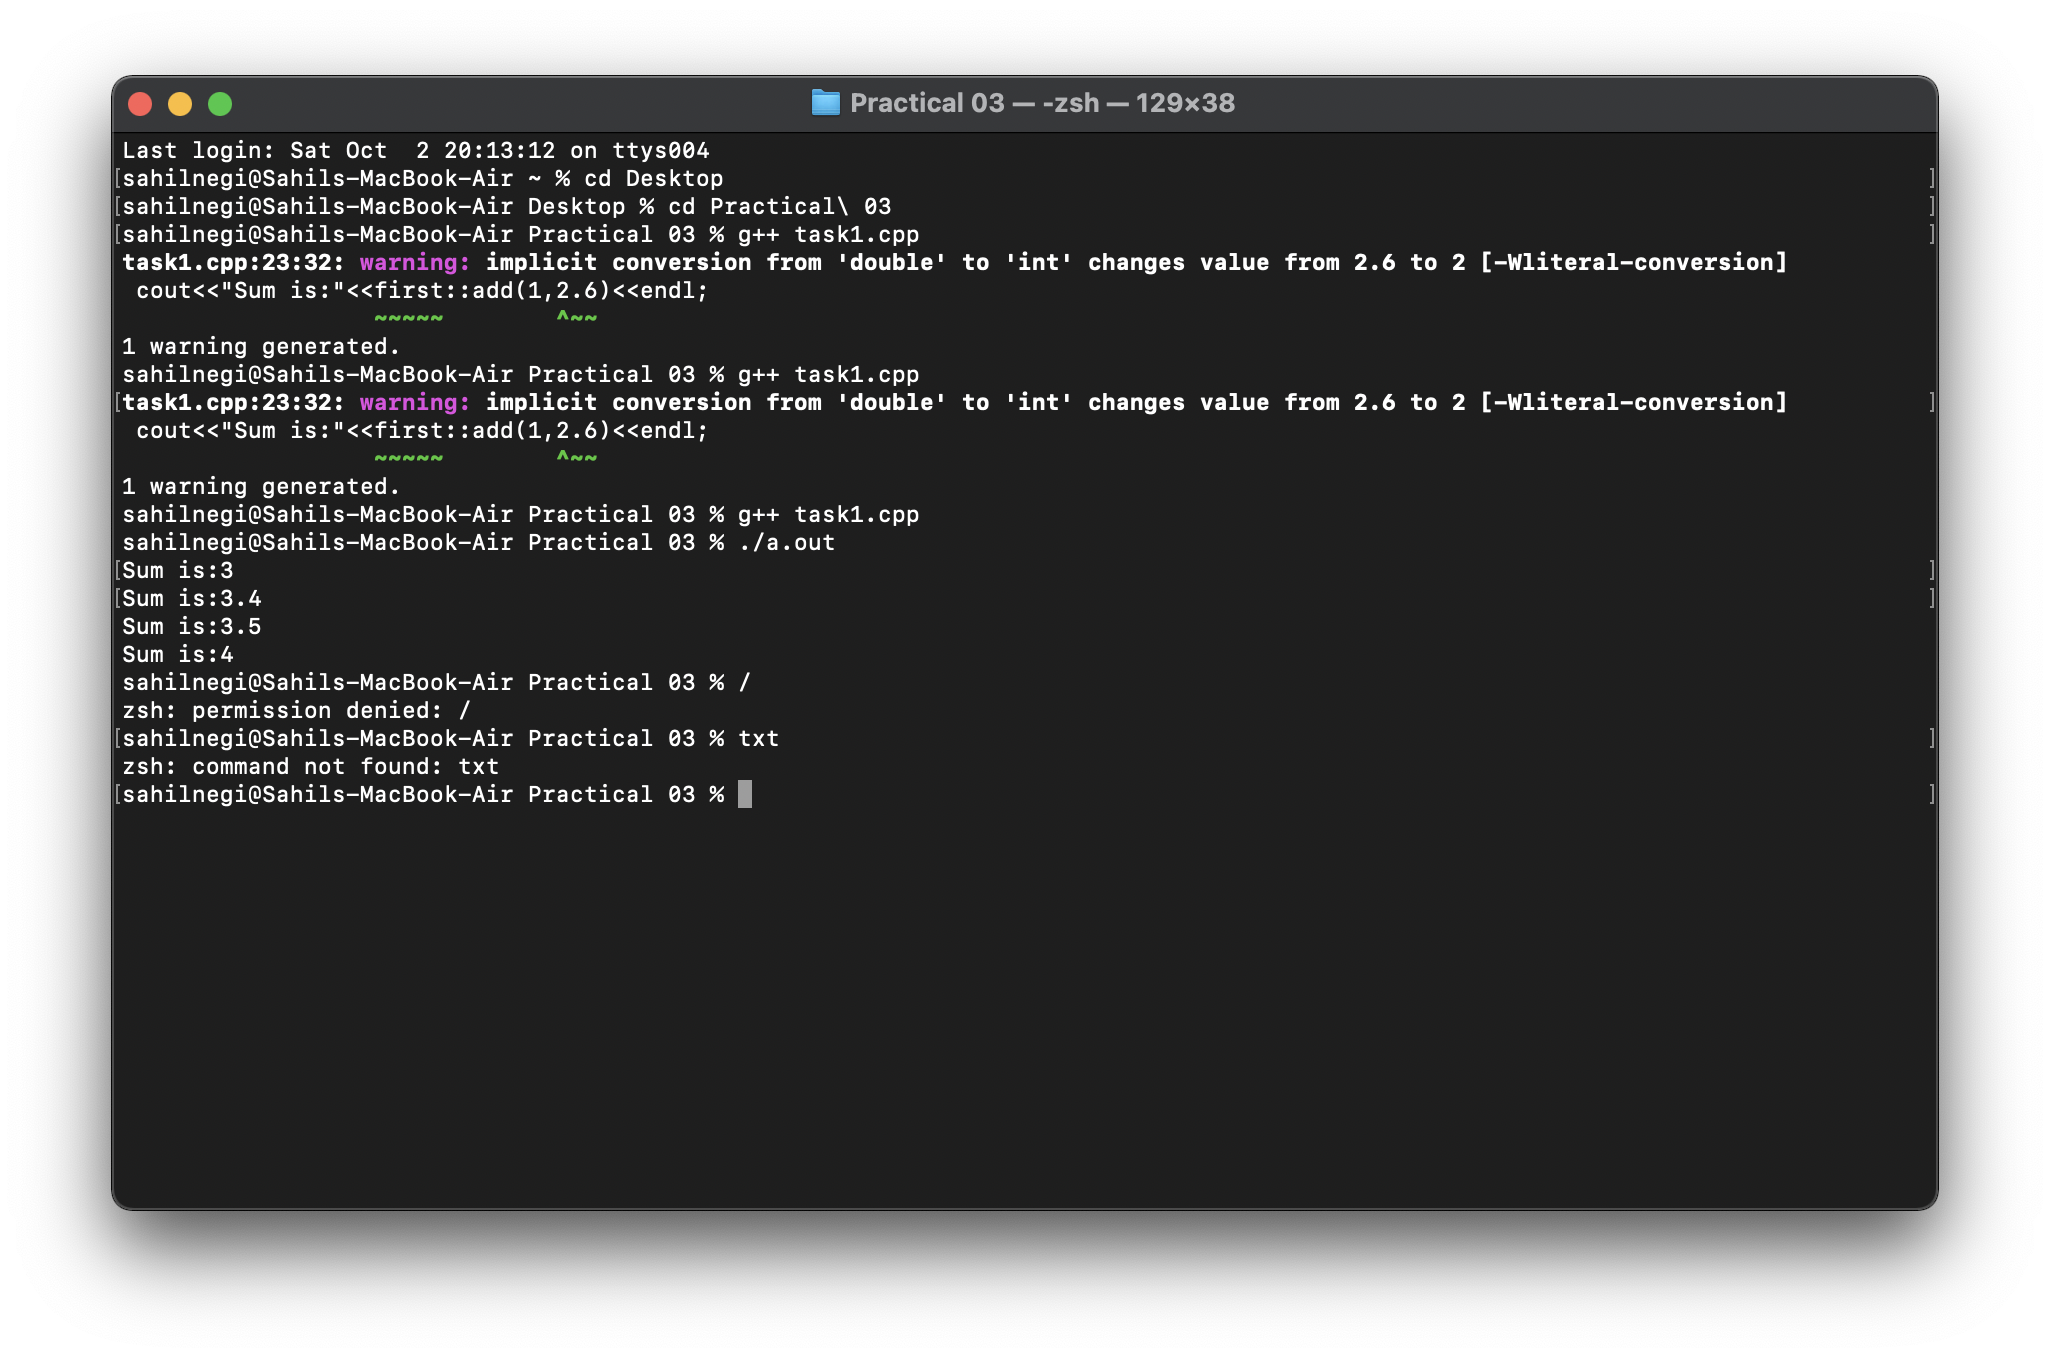 Practical 03 — -zsh — 129×38
Last login: Sat Oct  2 20:13:12 on ttys004
[sahilnegi@Sahils-MacBook-Air ~ % cd Desktop ]
[sahilnegi@Sahils-MacBook-Air Desktop % cd Practical\ 03 ]
[sahilnegi@Sahils-MacBook-Air Practical 03 % g++ task1.cpp ]
task1.cpp:23:32: warning: implicit conversion from 'double' to 'int' changes value from 2.6 to 2 [-Wliteral-conversion]
 cout<<"Sum is:"<<first::add(1,2.6)<<endl;
                  ~~~~~        ^~~
1 warning generated.
sahilnegi@Sahils-MacBook-Air Practical 03 % g++ task1.cpp
[task1.cpp:23:32: warning: implicit conversion from 'double' to 'int' changes value from 2.6 to 2 [-Wliteral-conversion] ]
 cout<<"Sum is:"<<first::add(1,2.6)<<endl;
                  ~~~~~        ^~~
1 warning generated.
sahilnegi@Sahils-MacBook-Air Practical 03 % g++ task1.cpp
sahilnegi@Sahils-MacBook-Air Practical 03 % ./a.out
[Sum is:3 ]
[Sum is:3.4 ]
Sum is:3.5
Sum is:4
sahilnegi@Sahils-MacBook-Air Practical 03 % /
zsh: permission denied: /
[sahilnegi@Sahils-MacBook-Air Practical 03 % txt ]
zsh: command not found: txt
[sahilnegi@Sahils-MacBook-Air Practical 03 % ]